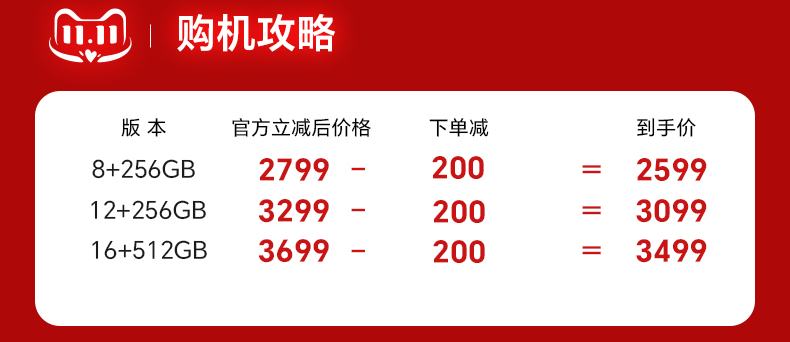 11.11 购机攻略
版本 官方立减后价格 下单减 到手价
8+256GB 2799 - 200 = 2599
12+256GB 3299 - 200 = 3099
16+512GB 3699 - 200 = 3499